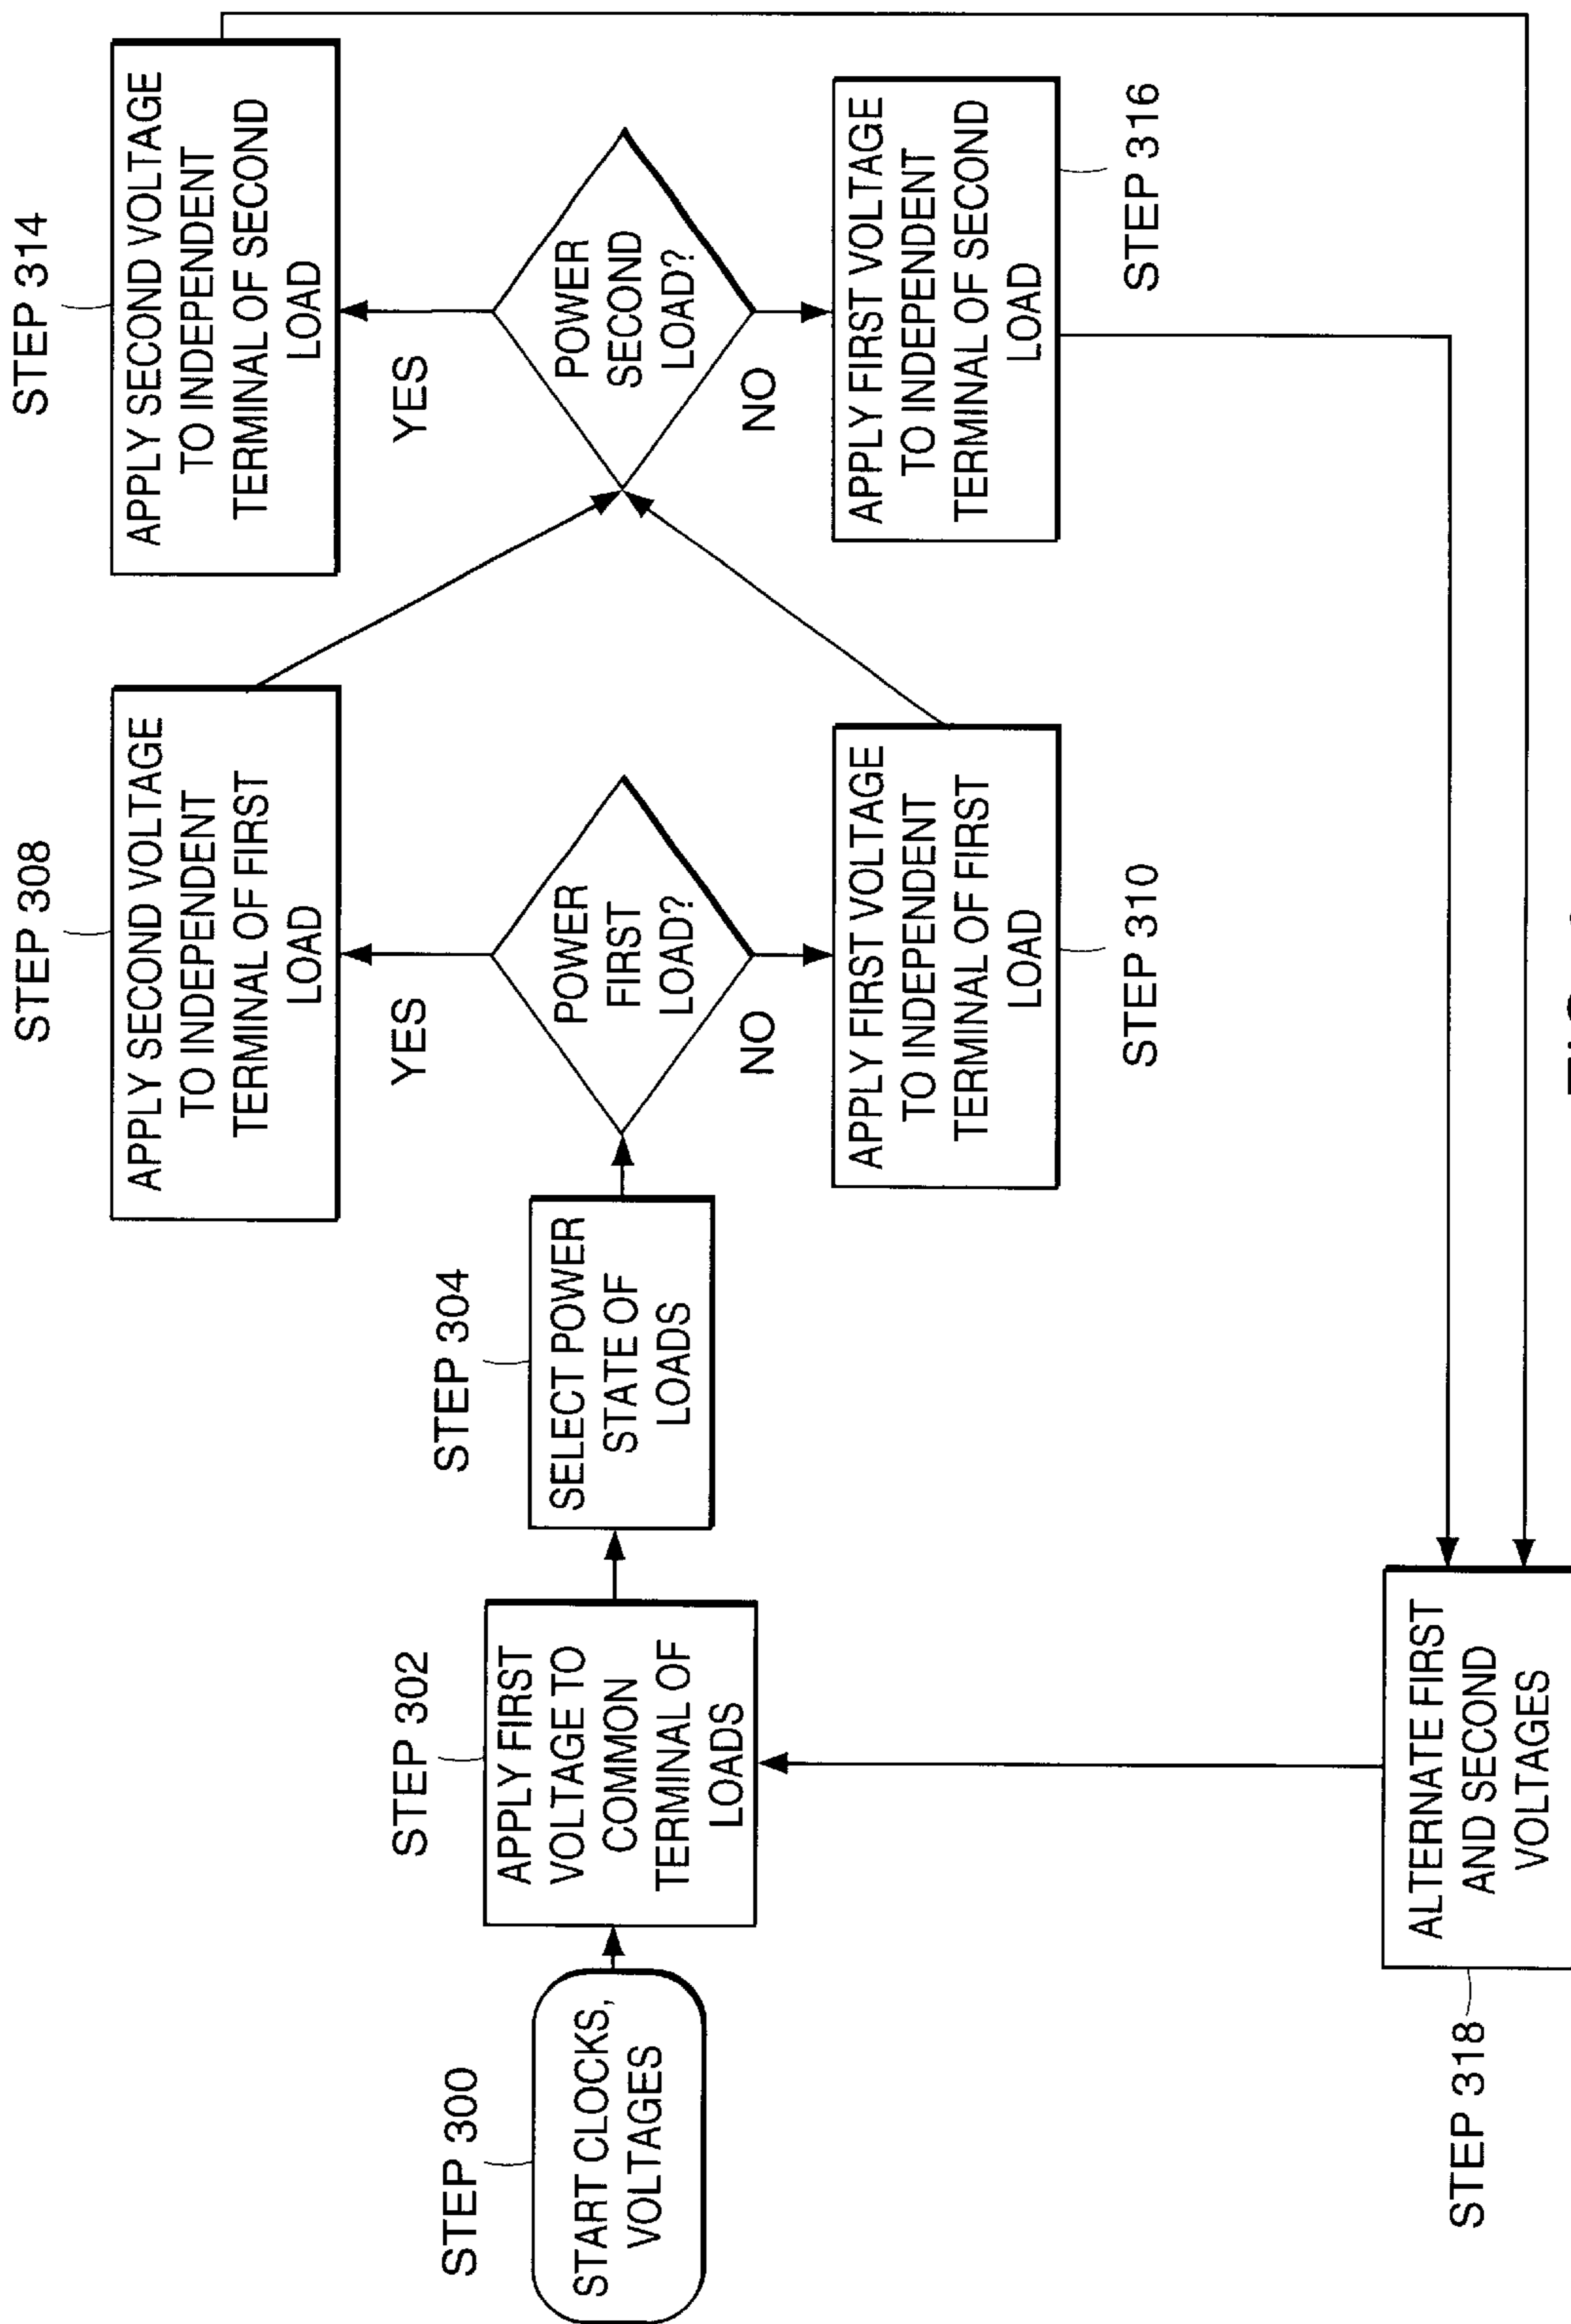 STEP 300
START CLOCKS,
VOLTAGES
STEP 302
APPLY FIRST
VOLTAGE TO
COMMON
TERMINAL OF
LOADS
STEP 304
SELECT POWER
STATE OF
LOADS
POWER
FIRST
LOAD?
YES
NO
STEP 308
APPLY SECOND VOLTAGE
TO INDEPENDENT
TERMINAL OF FIRST
LOAD
APPLY FIRST VOLTAGE
TO INDEPENDENT
TERMINAL OF FIRST
LOAD
STEP 310
POWER
SECOND
LOAD?
YES
NO
STEP 314
APPLY SECOND VOLTAGE
TO INDEPENDENT
TERMINAL OF SECOND
LOAD
APPLY FIRST VOLTAGE
TO INDEPENDENT
TERMINAL OF SECOND
LOAD
STEP 316
STEP 318
ALTERNATE FIRST
AND SECOND
VOLTAGES